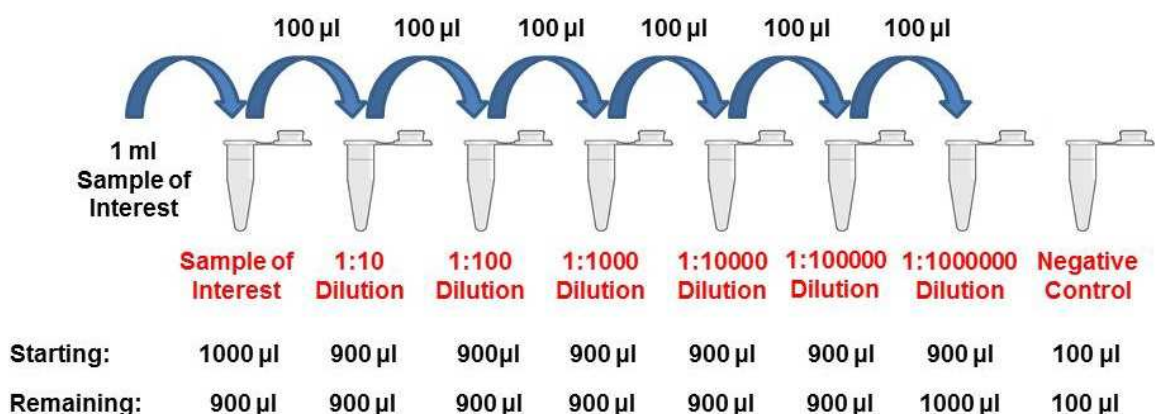 100 µl 100 µl 100 µl 100 µl 100 µl 100 µl
1 ml
Sample of
Interest
Sample of 1:10 1:100 1:1000 1:10000 1:100000 1:1000000 Negative
Interest Dilution Dilution Dilution Dilution Dilution Dilution Control
Starting: 1000 µl 900 µl 900µl 900 µl 900 µl 900 µl 900 µl 100 µl
Remaining: 900 µl 900 µl 900 µl 900 µl 900 µl 900 µl 1000 µl 100 µl